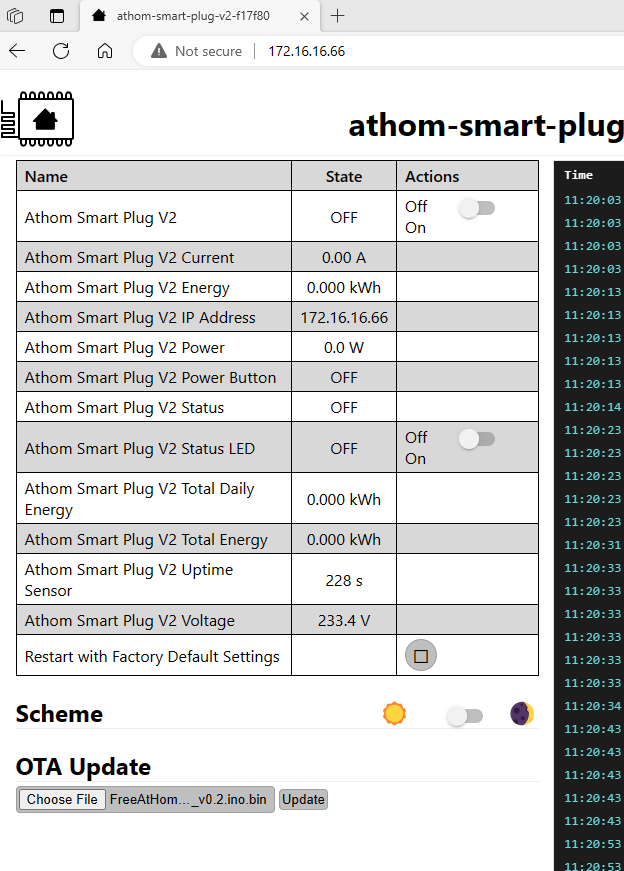 athom-smart-plug-v2-f17f80
Not secure
172.16.16.66
athom-smart-plug
Name State Actions
Athom Smart Plug V2 OFF Off On
Athom Smart Plug V2 Current 0.00 A
Athom Smart Plug V2 Energy 0.000 kWh
Athom Smart Plug V2 IP Address 172.16.16.66
Athom Smart Plug V2 Power 0.0 W
Athom Smart Plug V2 Power Button OFF
Athom Smart Plug V2 Status OFF
Athom Smart Plug V2 Status LED OFF Off On
Athom Smart Plug V2 Total Daily
Energy 0.000 kWh
Athom Smart Plug V2 Total Energy 0.000 kWh
Athom Smart Plug V2 Uptime
Sensor 228 s
Athom Smart Plug V2 Voltage 233.4 V
Restart with Factory Default Settings
Scheme
OTA Update
Choose File FreeAtHom..._v0.2.ino.bin Update
Time
11:20:03
11:20:03
11:20:03
11:20:03
11:20:13
11:20:13
11:20:13
11:20:13
11:20:13
11:20:14
11:20:23
11:20:23
11:20:23
11:20:23
11:20:23
11:20:31
11:20:33
11:20:33
11:20:33
11:20:33
11:20:33
11:20:33
11:20:34
11:20:43
11:20:43
11:20:43
11:20:43
11:20:43
11:20:53
11:20:53